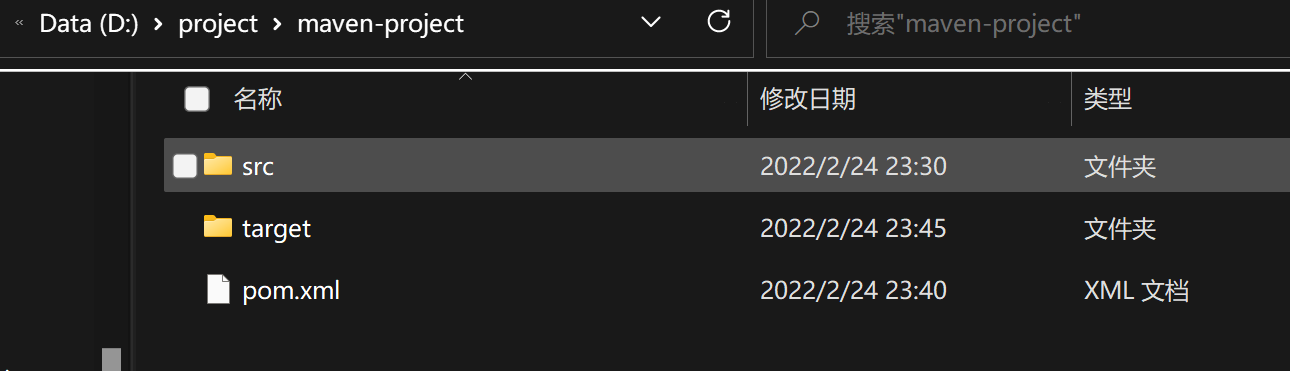 « Data (D:) › project › maven-project 搜索"maven-project"
名称 修改日期 类型
src 2022/2/24 23:30 文件夹
target 2022/2/24 23:45 文件夹
pom.xml 2022/2/24 23:40 XML 文档